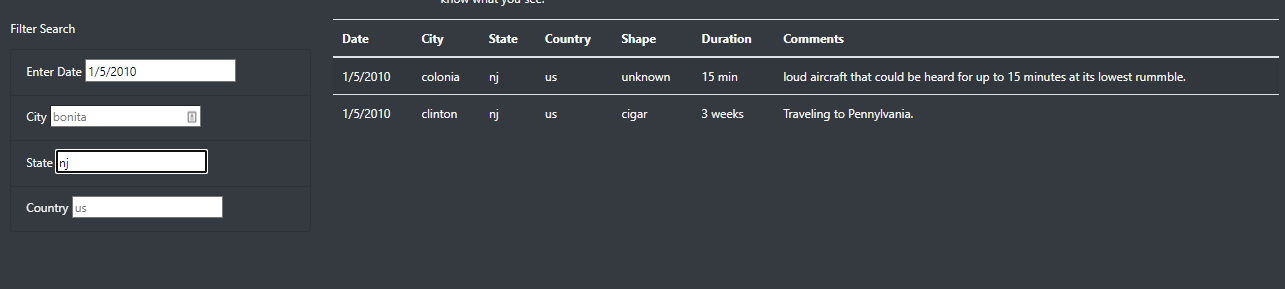 know what you see.
Filter Search
Enter Date 1/5/2010
City bonita
State nj
Country us
Date City State Country Shape Duration Comments
1/5/2010 colonia nj us unknown 15 min loud aircraft that could be heard for up to 15 minutes at its lowest rummble.
1/5/2010 clinton nj us cigar 3 weeks Traveling to Pennylvania.